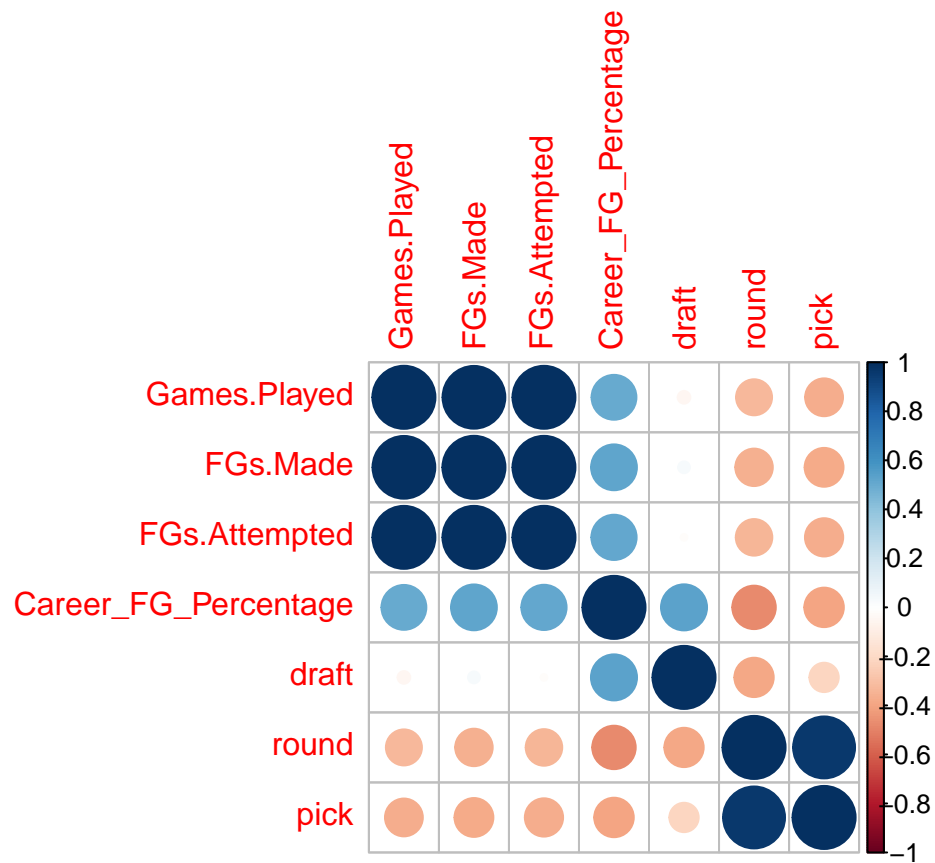 Games.Played
FGs.Made
FGs.Attempted
Career_FG_Percentage
draft
round
pick
Games.Played
FGs.Made
FGs.Attempted
Career_FG_Percentage
draft
round
pick
1
0.8
0.6
0.4
0.2
0
−0.2
−0.4
−0.6
−0.8
−1